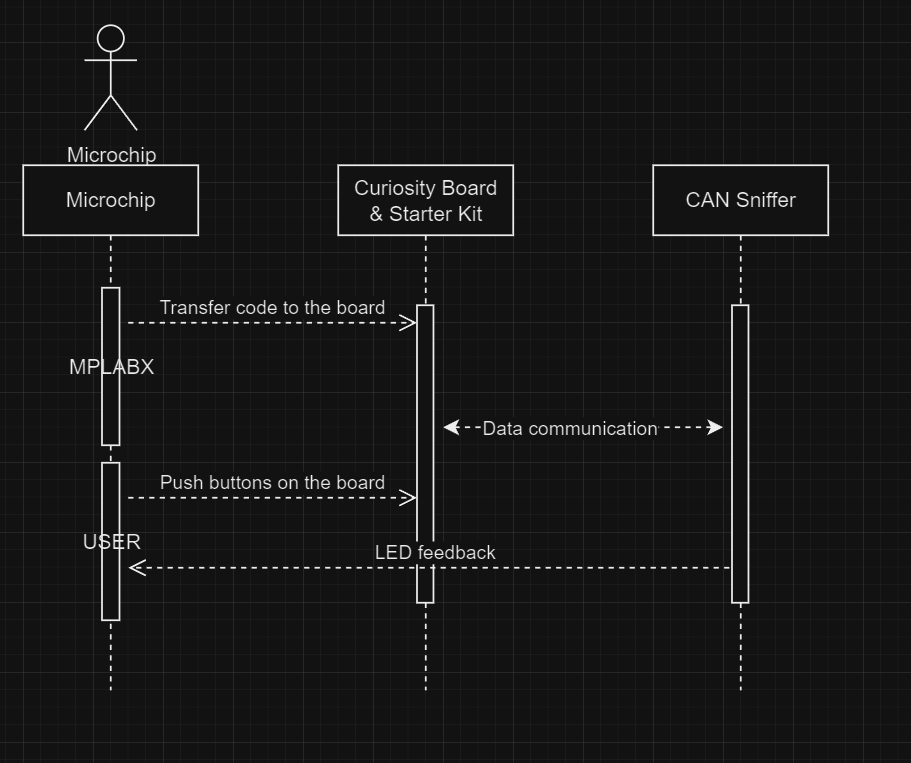 Microchip
Microchip
Curiosity Board
& Starter Kit
CAN Sniffer
Transfer code to the board
MPLABX
Data communication
Push buttons on the board
USER
LED feedback